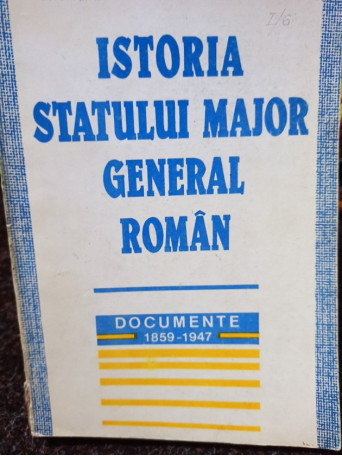 ISTORIA
STATULUI MAJOR
GENERAL
ROMÂN
DOCUMENTE
1859-1947